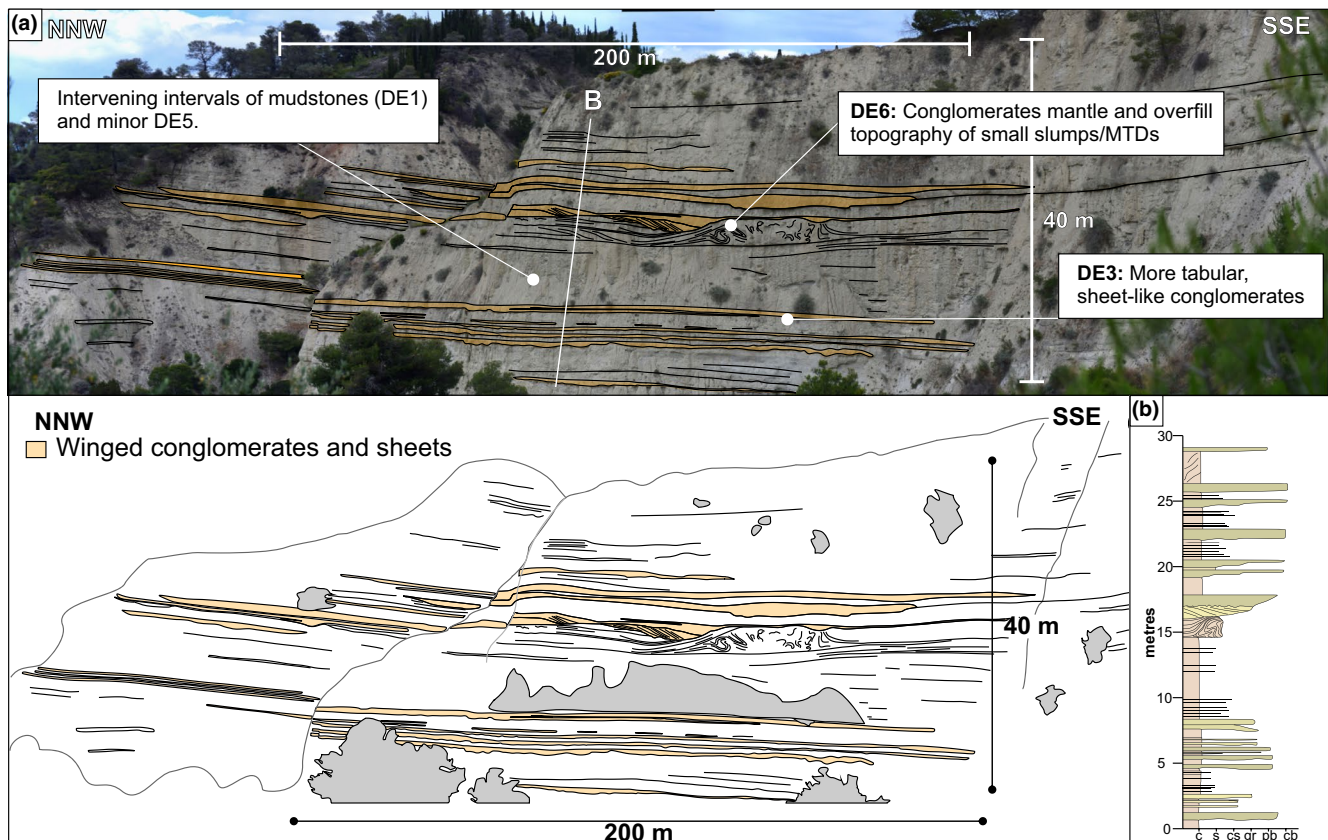 (a)
NNW
SSE
200 m
Intervening intervals of mudstones (DE1)
and minor DE5.
B
DE6: Conglomerates mantle and overfill
topography of small slumps/MTDs
40 m
DE3: More tabular,
sheet-like conglomerates
NNW
Winged conglomerates and sheets
SSE
40 m
200 m
(b)
30
25
20
15
10
5
0
metres
c s cs gr pb cb